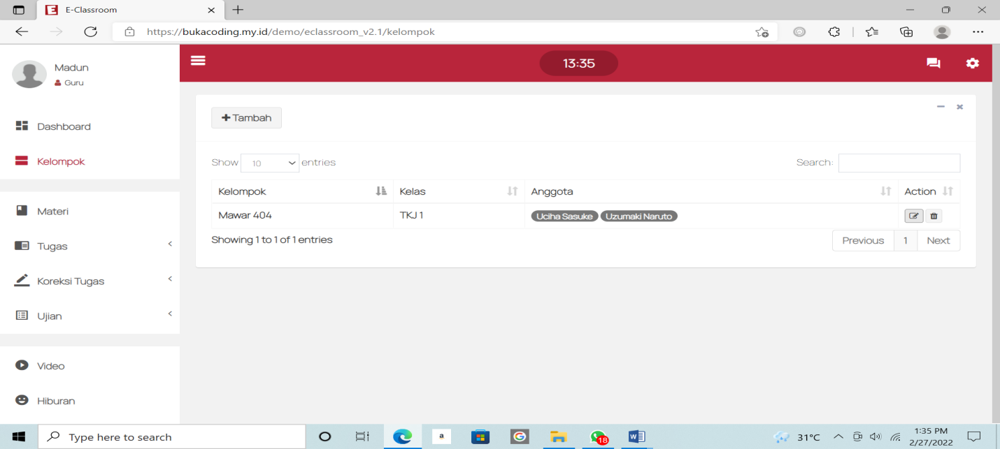 E-Classroom
https://bukacoding.my.id/demo/eclassroom_v2.1/kelompok
Madun
Guru
13:35
Dashboard
Kelompok
Materi
Tugas
Koreksi Tugas
Ujian
Video
Hiburan
Tambah
Show 10 entries
Search:
Kelompok Kelas Anggota Action
Mawar 404 TKJ 1 Uciha Sasuke Uzumaki Naruto
Showing 1 to 1 of 1 entries
Previous 1 Next
Type here to search
a
G
18
W
31°C
1:35 PM
2/27/2022